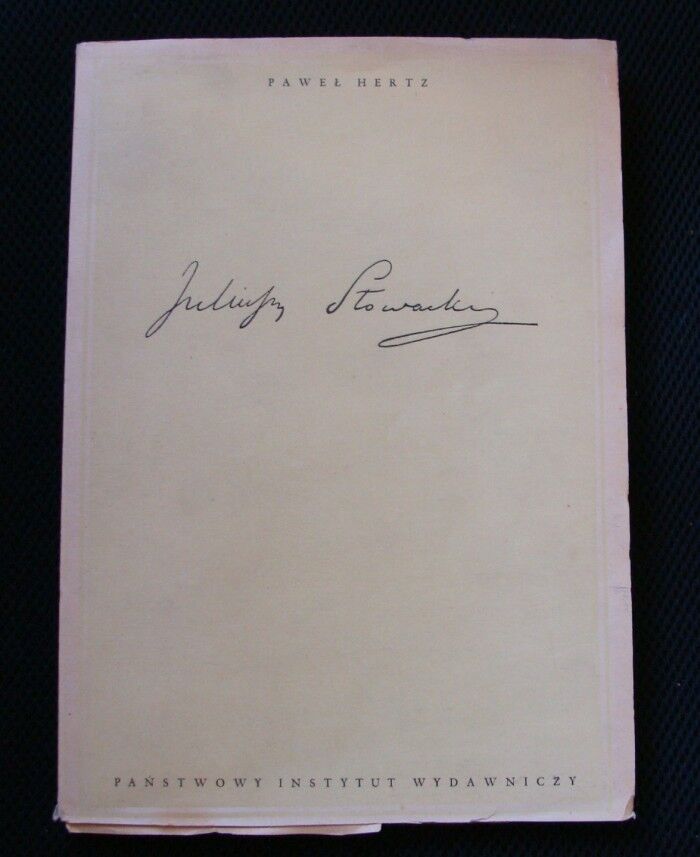 PAWEŁ HERTZ
Juliusz Słowacki
PAŃSTWOWY INSTYTUT WYDAWNICZY